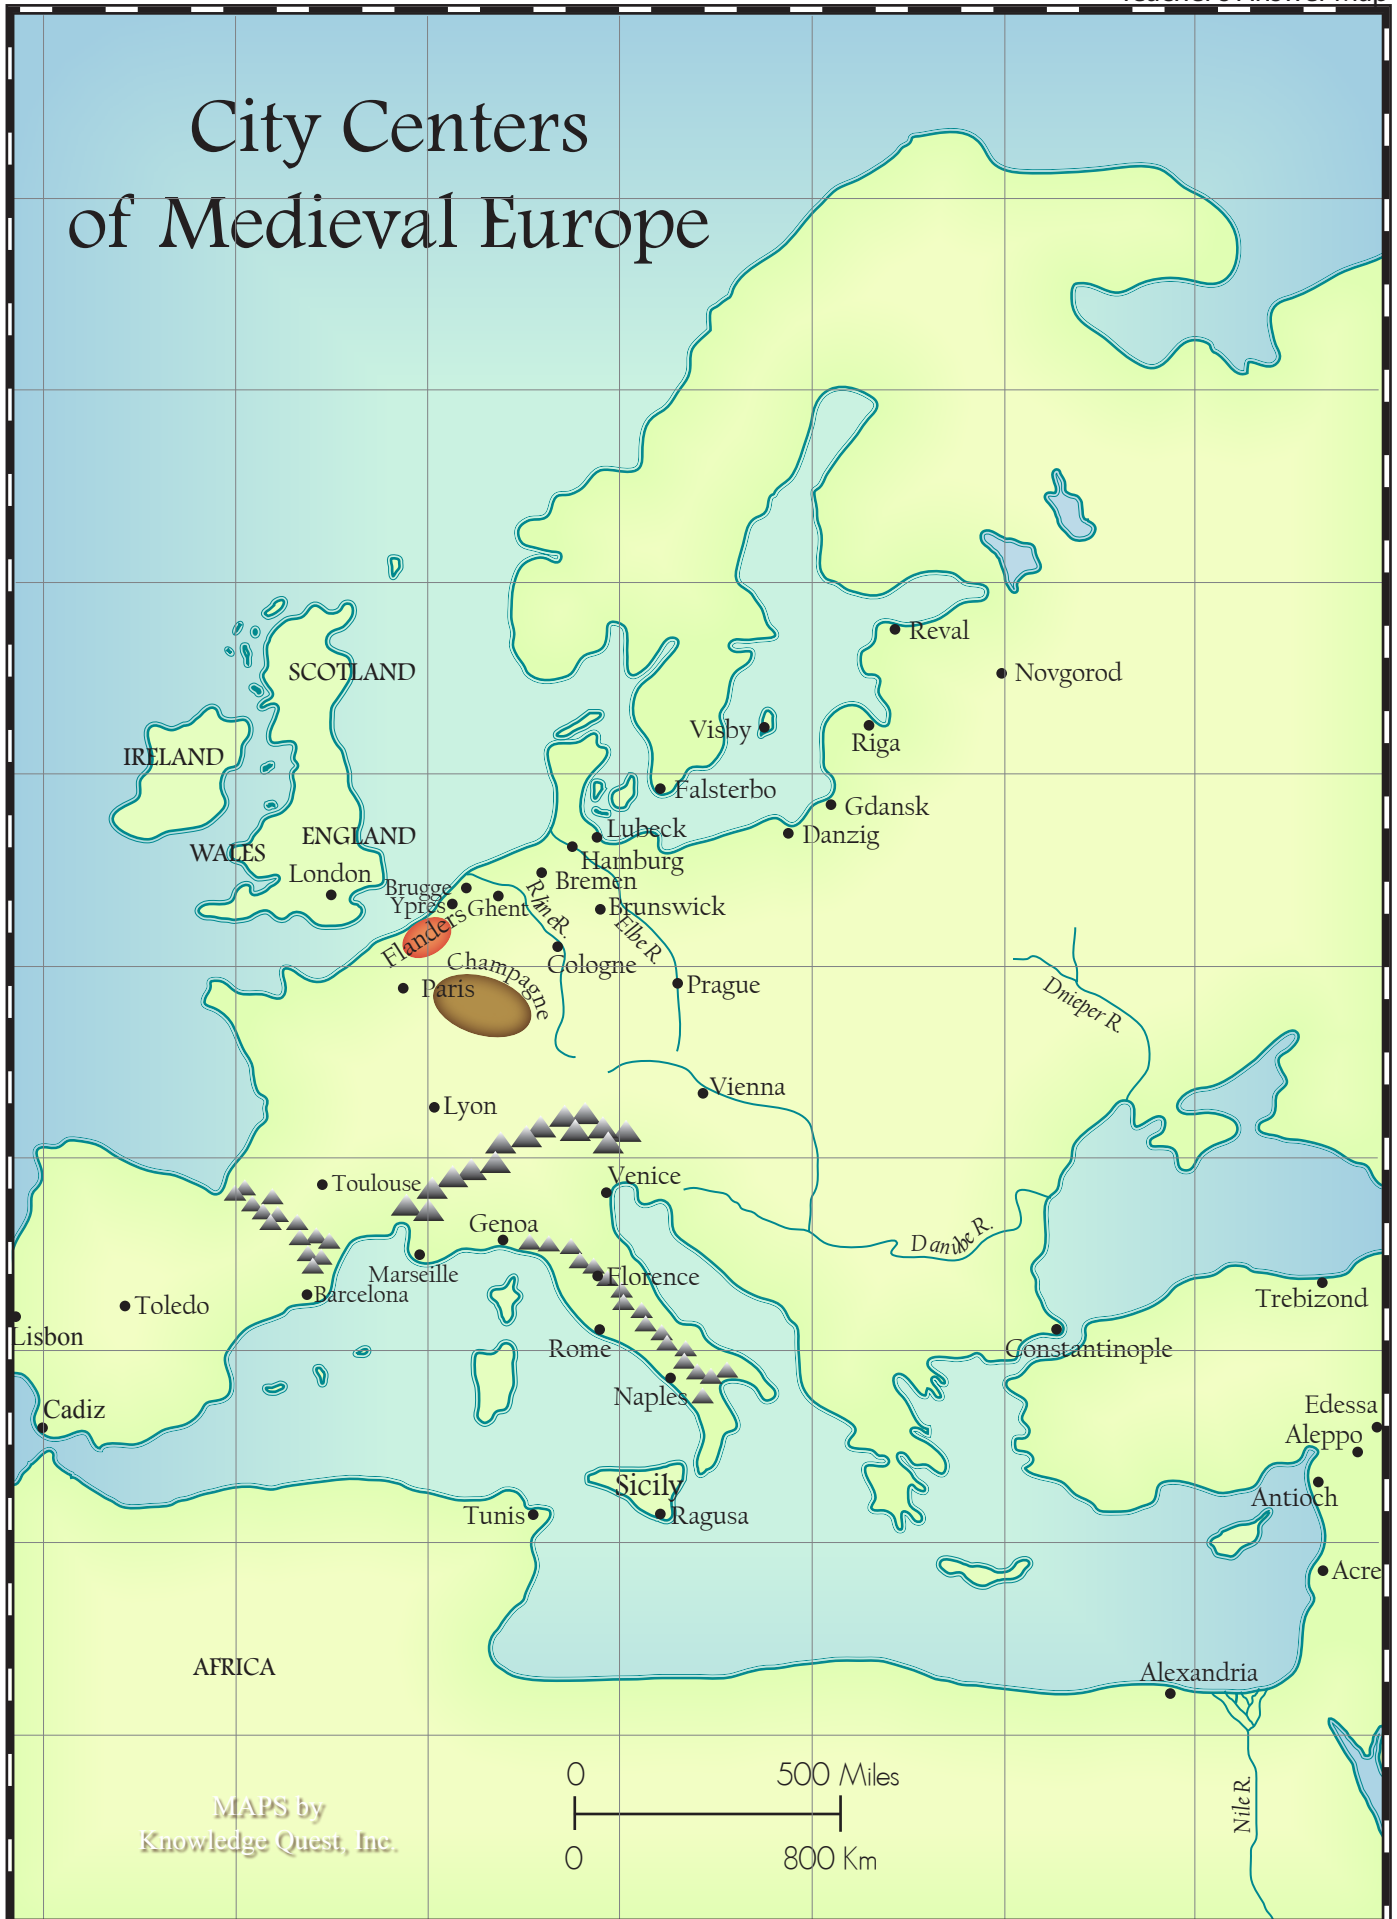 Teacher's Answer Map
City Centers
of Medieval Europe
SCOTLAND
Reval
Novgorod
Visby
Riga
IRELAND
Falsterbo
Gdansk
ENGLAND
Lubeck
Danzig
WALES
Hamburg
London
Bremen
Brugge
Ypres
Ghent
Rhine R.
Brunswick
Flanders
Elbe R.
Champagne
Cologne
Paris
Prague
Dnieper R.
Vienna
Lyon
Toulouse
Venice
Genoa
Danube R.
Marseille
Florence
Barcelona
Toledo
Trebizond
Lisbon
Rome
Constantinople
Naples
Cadiz
Edessa
Aleppo
Sicily
Antioch
Tunis
Ragusa
Acre
AFRICA
Alexandria
Nile R.
0 500 Miles
0 800 Km
MAPS by
Knowledge Quest, Inc.